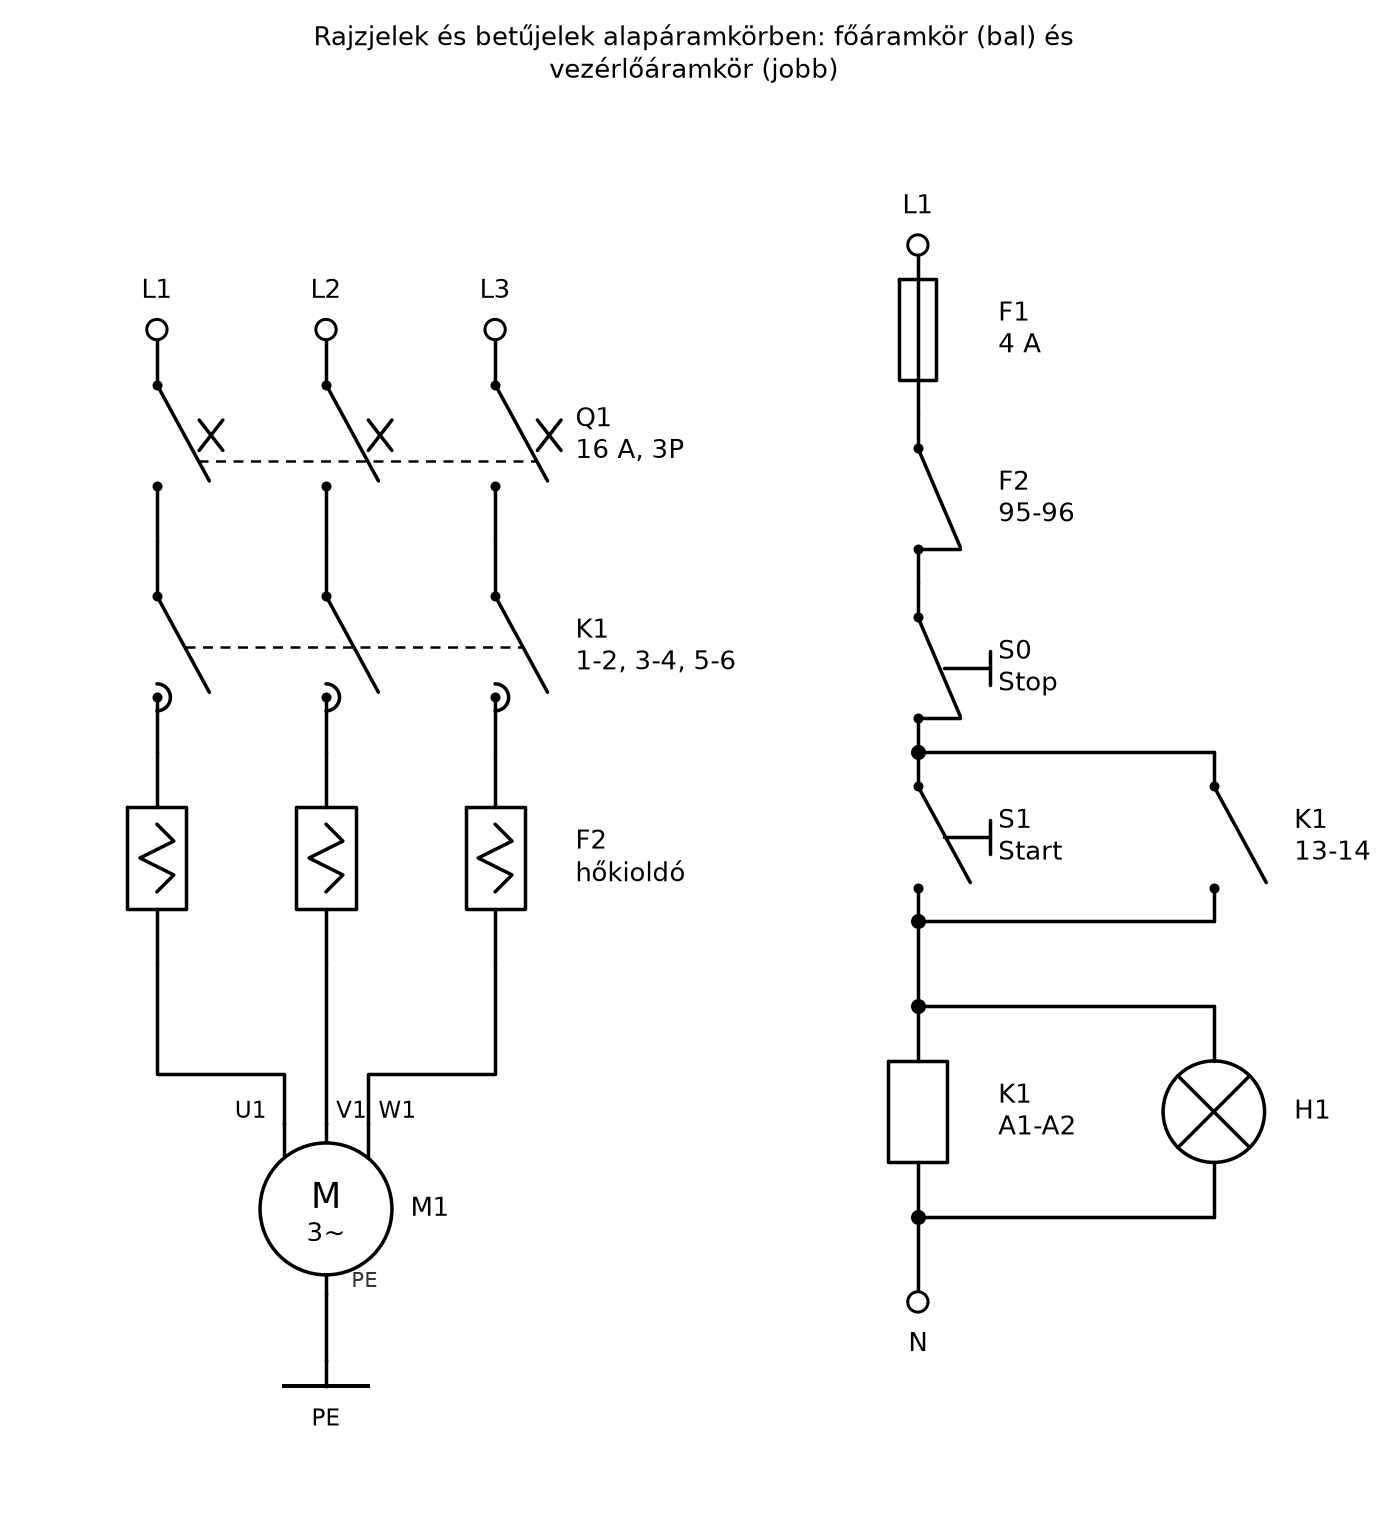 Rajzjelek és betűjelek alapáramkörben: főáramkör (bal) és
vezérlőáramkör (jobb)
L1
L2
L3
Q1
16 A, 3P
K1
1-2, 3-4, 5-6
F2
hőkioldó
U1
V1
W1
M
3~
M1
PE
PE
L1
F1
4 A
F2
95-96
S0
Stop
S1
Start
K1
13-14
K1
A1-A2
H1
N